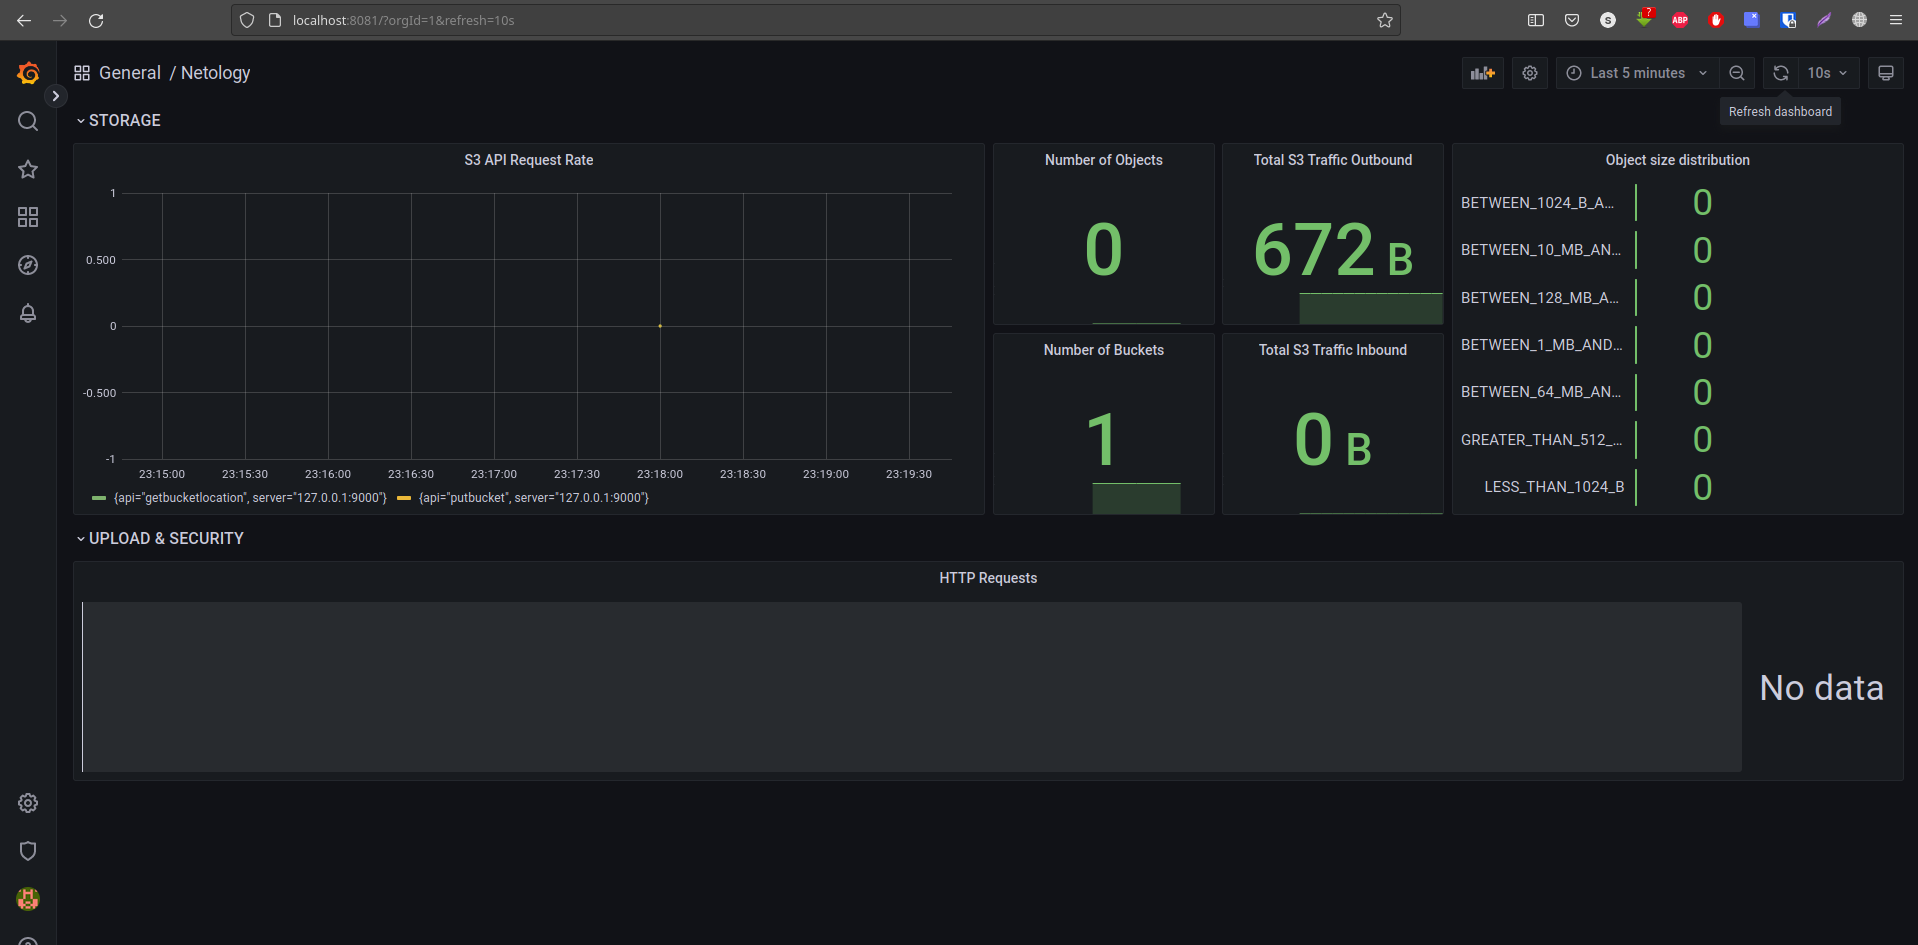 localhost:8081/?orgId=1&refresh=10s
S
?
ABP
General / Netology
Last 5 minutes
10s
Refresh dashboard
STORAGE
S3 API Request Rate
1
0.500
0
-0.500
-1
23:15:00 23:15:30 23:16:00 23:16:30 23:17:00 23:17:30 23:18:00 23:18:30 23:19:00 23:19:30
{api="getbucketlocation", server="127.0.0.1:9000"} {api="putbucket", server="127.0.0.1:9000"}
Number of Objects
0
Total S3 Traffic Outbound
672 B
Number of Buckets
1
Total S3 Traffic Inbound
0 B
Object size distribution
BETWEEN_1024_B_A... 0
BETWEEN_10_MB_AN... 0
BETWEEN_128_MB_A... 0
BETWEEN_1_MB_AND... 0
BETWEEN_64_MB_AN... 0
GREATER_THAN_512_... 0
LESS_THAN_1024_B 0
UPLOAD & SECURITY
HTTP Requests
No data